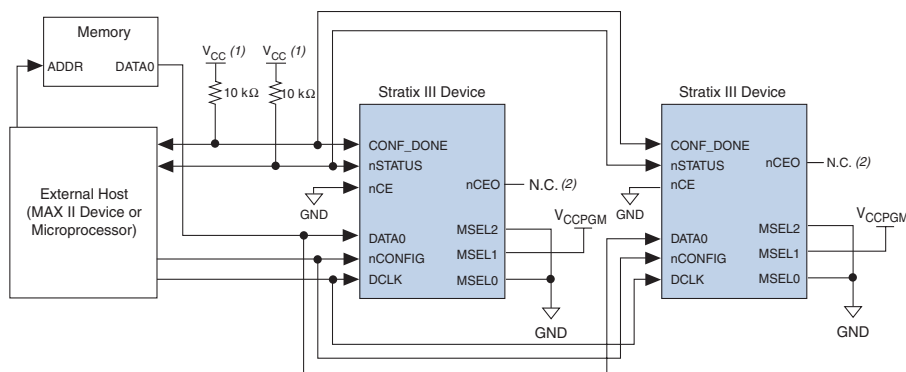 Memory
ADDR
DATA0
VCC (1)
VCC (1)
10 kΩ
10 kΩ
External Host
(MAX II Device or
Microprocessor)
Stratix III Device
CONF_DONE
nSTATUS
nCE
GND
nCEO
N.C. (2)
VCCPGM
DATA0
nCONFIG
DCLK
MSEL2
MSEL1
MSEL0
GND
Stratix III Device
CONF_DONE
nSTATUS
nCE
GND
nCEO
N.C. (2)
VCCPGM
DATA0
nCONFIG
DCLK
MSEL2
MSEL1
MSEL0
GND